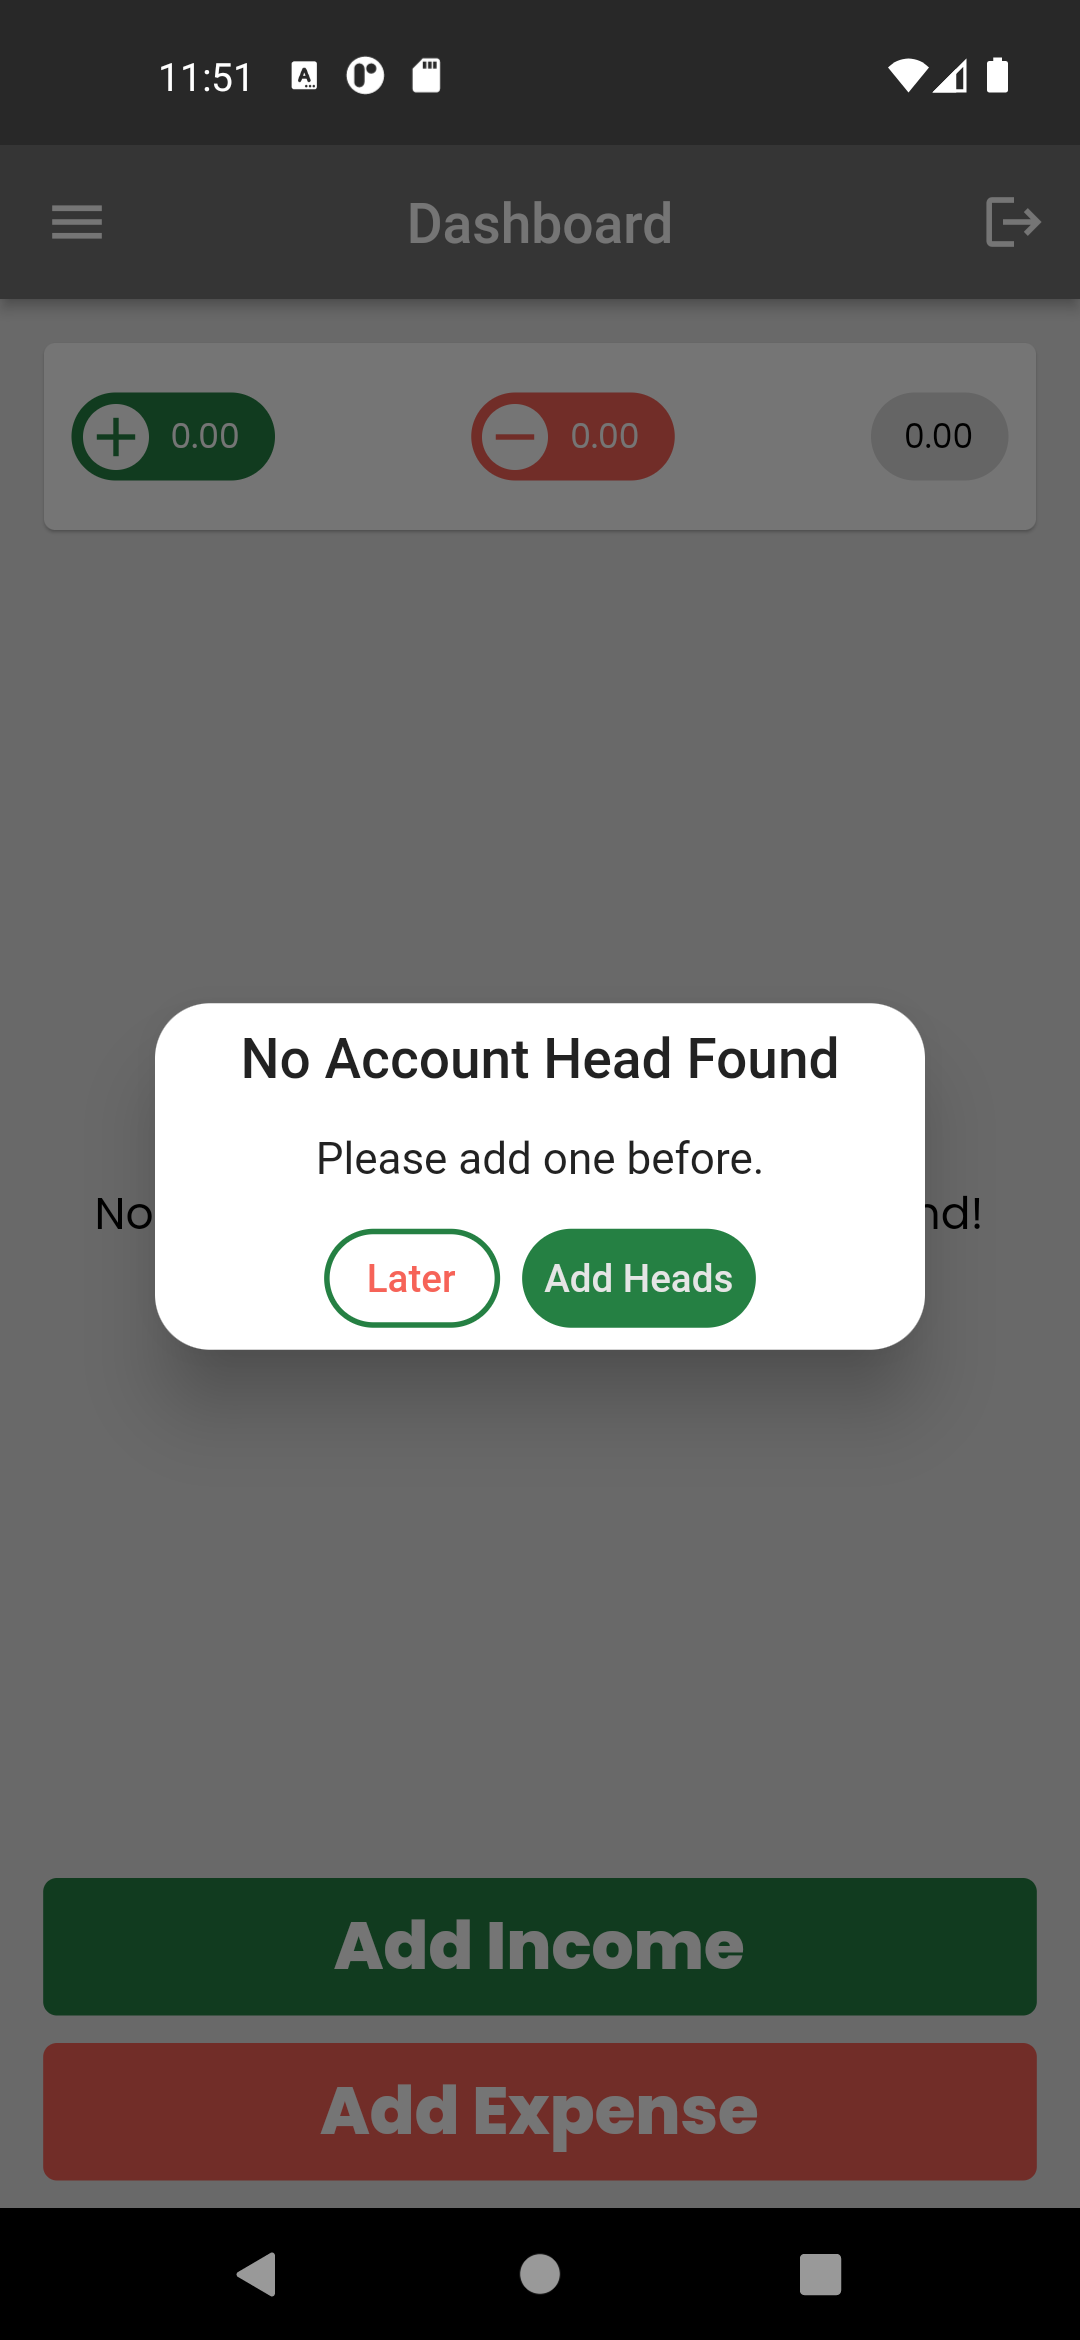 11:51
Dashboard
0.00 0.00 0.00
No Account Head Found
Please add one before.
No nd!
Later Add Heads
Add Income
Add Expense